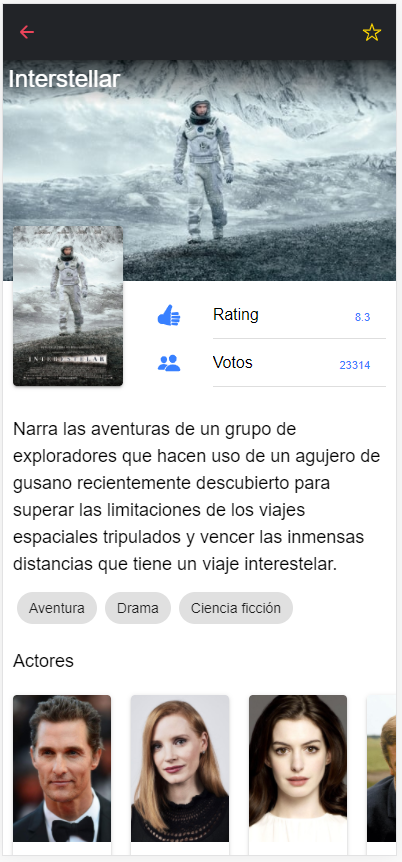 Interstellar
INTERSTELLAR
Rating
8.3
Votos
23314
Narra las aventuras de un grupo de
exploradores que hacen uso de un agujero de
gusano recientemente descubierto para
superar las limitaciones de los viajes
espaciales tripulados y vencer las inmensas
distancias que tiene un viaje interestelar.
Aventura Drama Ciencia ficción
Actores